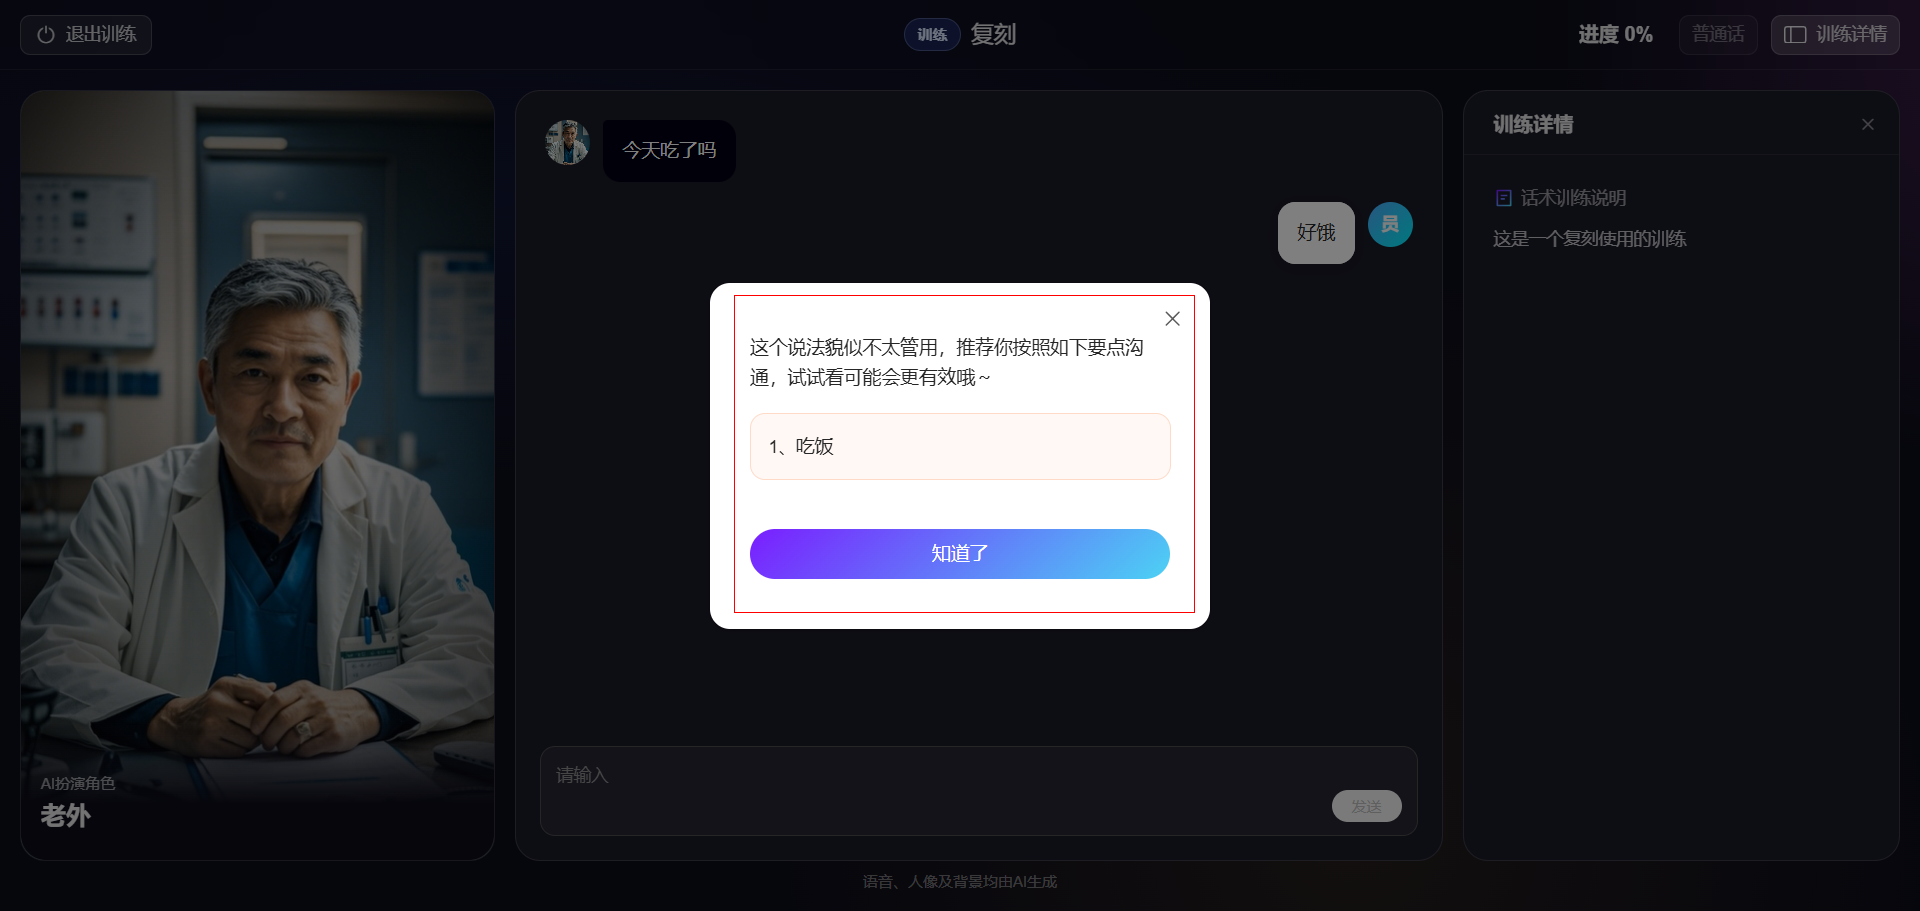 退出训练
训练 复刻
进度 0%
普通话
训练详情
今天吃了吗
好饿
员
训练详情
话术训练说明
这是一个复刻使用的训练
这个说法貌似不太管用，推荐你按照如下要点沟
通，试试看可能会更有效哦～
1、吃饭
知道了
请输入
发送
AI扮演角色
老外
语音、人像及背景均由AI生成